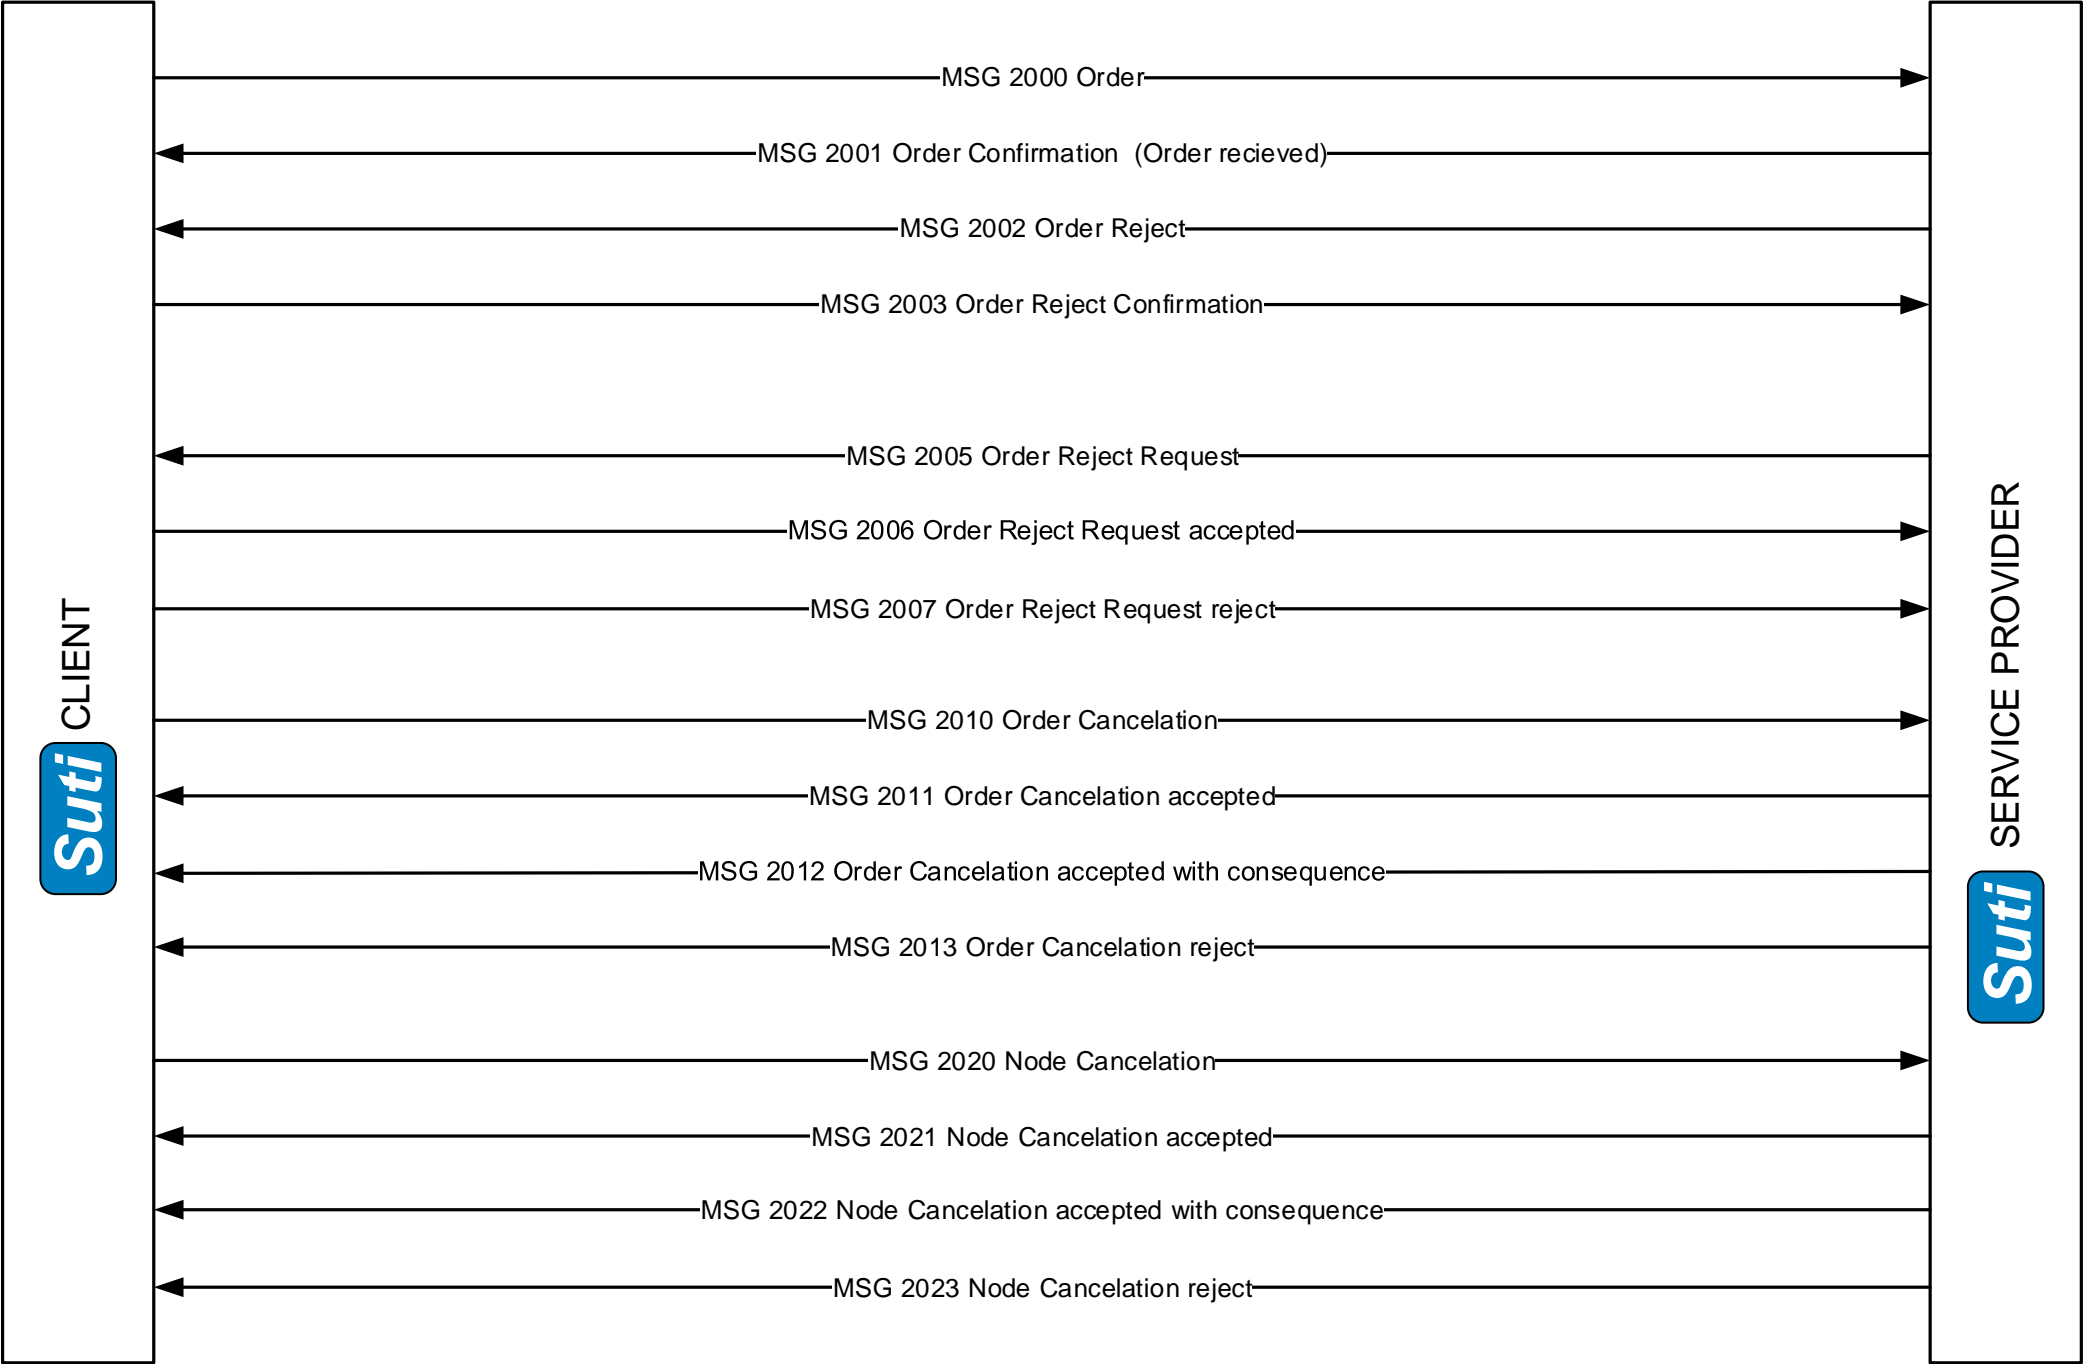 MSG 2000 Order
MSG 2001 Order Confirmation (Order recieved)
MSG 2002 Order Reject
MSG 2003 Order Reject Confirmation
MSG 2005 Order Reject Request
MSG 2006 Order Reject Request accepted
MSG 2007 Order Reject Request reject
MSG 2010 Order Cancelation
MSG 2011 Order Cancelation accepted
MSG 2012 Order Cancelation accepted with consequence
MSG 2013 Order Cancelation reject
MSG 2020 Node Cancelation
MSG 2021 Node Cancelation accepted
MSG 2022 Node Cancelation accepted with consequence
MSG 2023 Node Cancelation reject
Suti CLIENT
Suti SERVICE PROVIDER